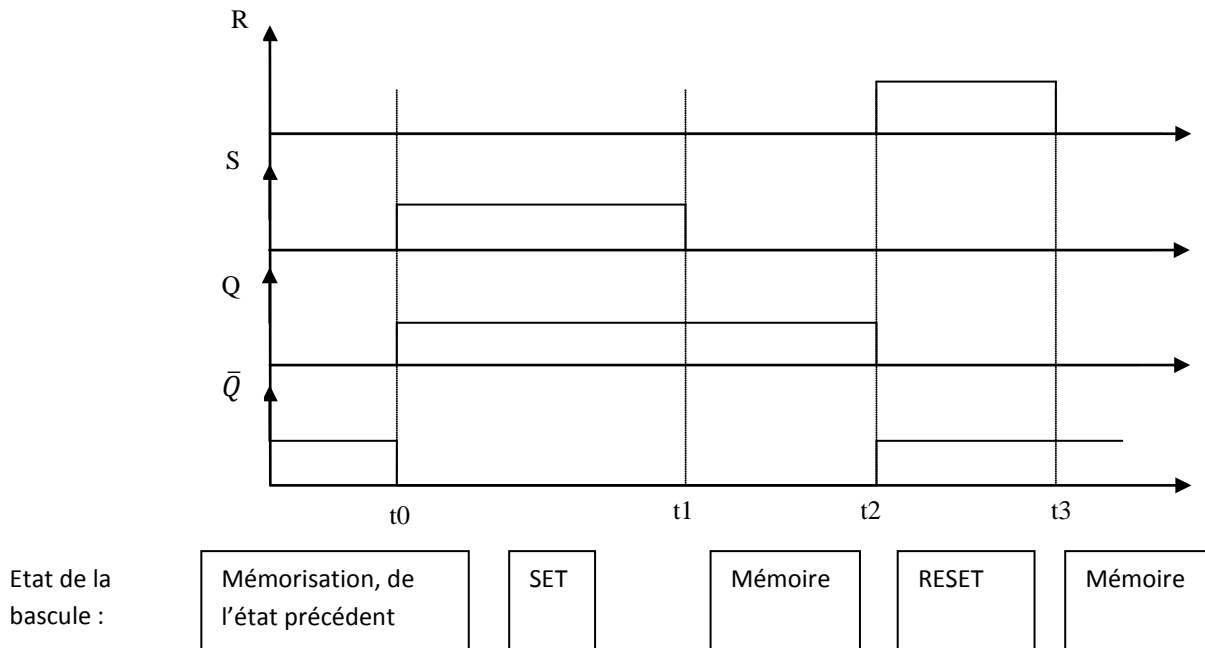 R
S
Q
Q̅
t0 t1 t2 t3
Etat de la Mémorisation, de SET Mémoire RESET Mémoire
bascule : l’état précédent